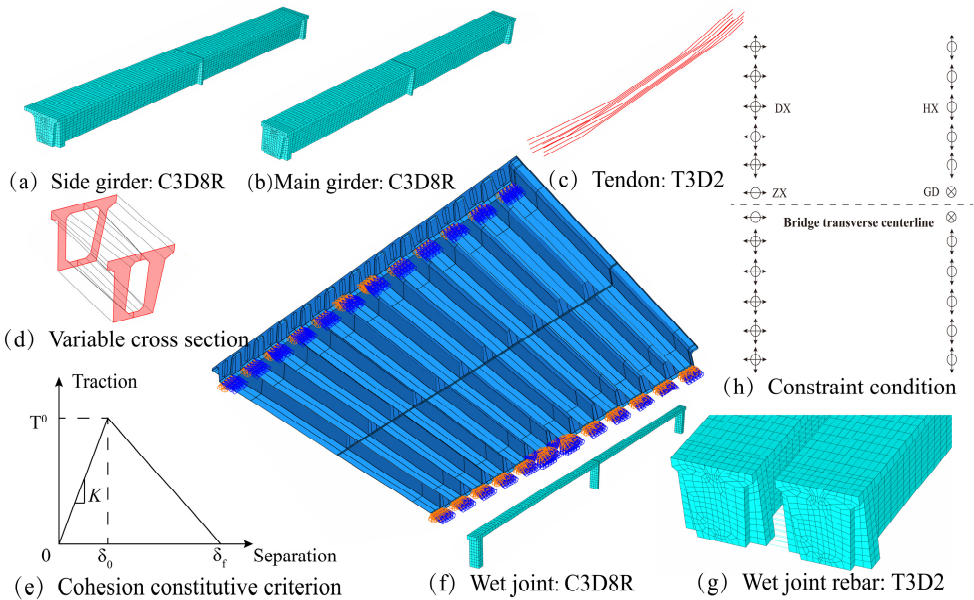 (a) Side girder: C3D8R
(b)Main girder: C3D8R
(c) Tendon: T3D2
DX
HX
ZX
GD
Bridge transverse centerline
(d) Variable cross section
(h) Constraint condition
Traction
T⁰
K
0
δ₀
δ_f
Separation
(e) Cohesion constitutive criterion
(f) Wet joint: C3D8R
(g) Wet joint rebar: T3D2